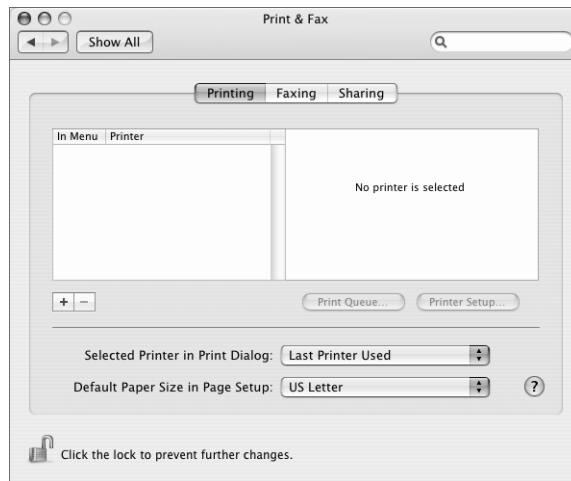 Print & Fax
Show All
Printing Faxing Sharing
In Menu Printer
No printer is selected
+ −
Print Queue... Printer Setup...
Selected Printer in Print Dialog: Last Printer Used
Default Paper Size in Page Setup: US Letter ?
Click the lock to prevent further changes.